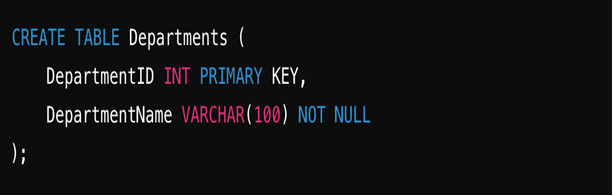 CREATE TABLE Departments (
DepartmentID INT PRIMARY KEY,
DepartmentName VARCHAR(100) NOT NULL
);